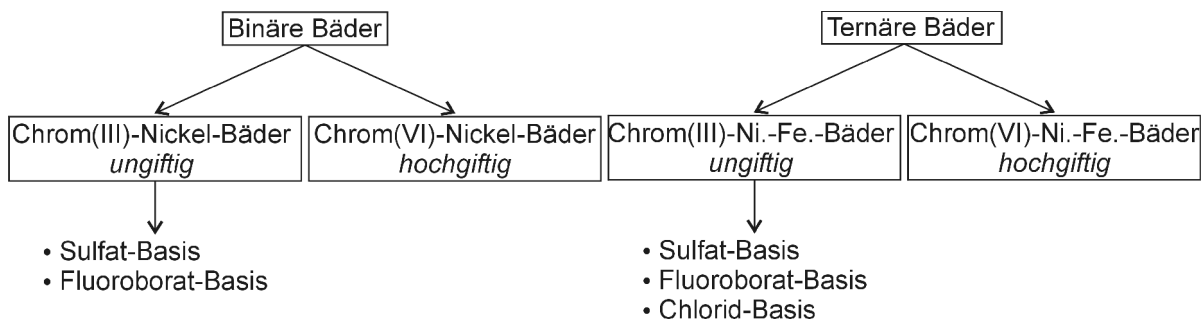 Binäre Bäder
Chrom(III)-Nickel-Bäder
ungiftig
Chrom(VI)-Nickel-Bäder
hochgiftig
• Sulfat-Basis
• Fluoroborat-Basis
Ternäre Bäder
Chrom(III)-Ni.-Fe.-Bäder
ungiftig
Chrom(VI)-Ni.-Fe.-Bäder
hochgiftig
• Sulfat-Basis
• Fluoroborat-Basis
• Chlorid-Basis